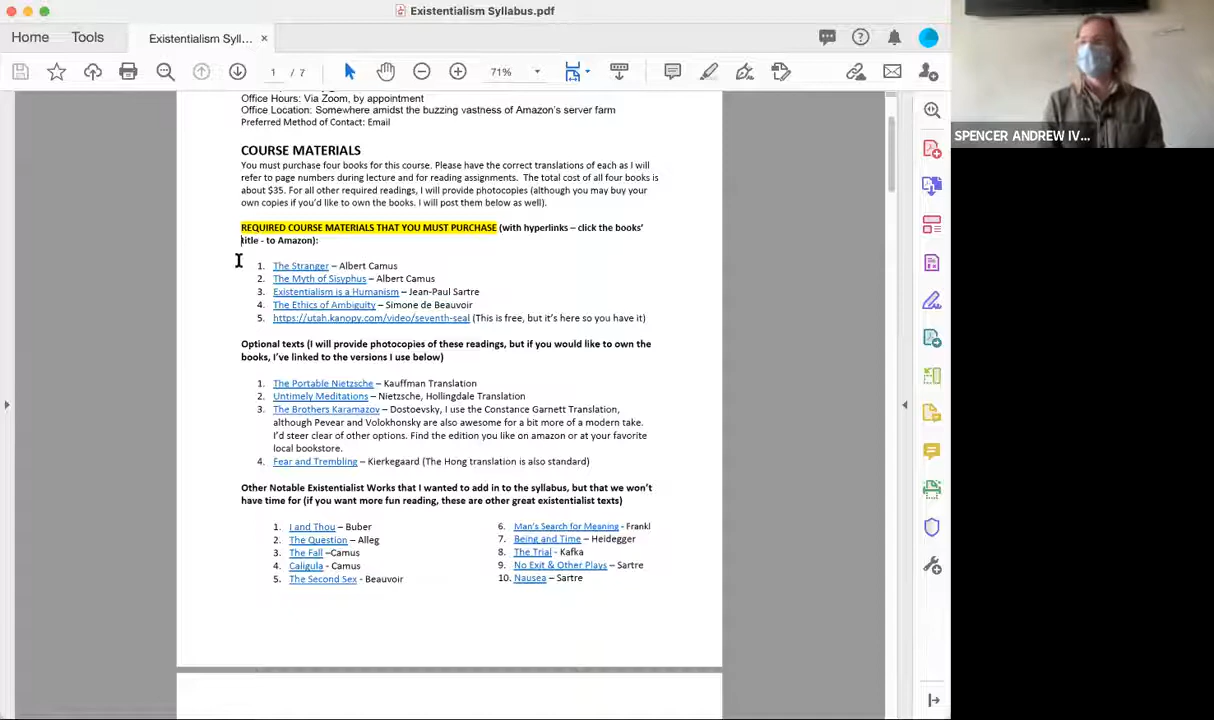 Existentialism Syllabus.pdf
Home Tools Existentialism Syll... ×
1 / 7 71%
Office Hours: Via Zoom, by appointment
Office Location: Somewhere amidst the buzzing vastness of Amazon's server farm
Preferred Method of Contact: Email
COURSE MATERIALS
You must purchase four books for this course. Please have the correct translations of each as I will
refer to page numbers during lecture and for reading assignments. The total cost of all four books is
about $35. For all other required readings, I will provide photocopies (although you may buy your
own copies if you'd like to own the books. I will post them below as well).
REQUIRED COURSE MATERIALS THAT YOU MUST PURCHASE (with hyperlinks – click the books'
title - to Amazon):
1. The Stranger – Albert Camus
2. The Myth of Sisyphus – Albert Camus
3. Existentialism is a Humanism – Jean-Paul Sartre
4. The Ethics of Ambiguity – Simone de Beauvoir
5. https://utah.kanopy.com/video/seventh-seal (This is free, but it's here so you have it)
Optional texts (I will provide photocopies of these readings, but if you would like to own the
books, I've linked to the versions I use below)
1. The Portable Nietzsche – Kauffman Translation
2. Untimely Meditations – Nietzsche, Hollingdale Translation
3. The Brothers Karamazov – Dostoevsky, I use the Constance Garnett Translation,
although Pevear and Volokhonsky are also awesome for a bit more of a modern take.
I'd steer clear of other options. Find the edition you like on amazon or at your favorite
local bookstore.
4. Fear and Trembling – Kierkegaard (The Hong translation is also standard)
Other Notable Existentialist Works that I wanted to add in to the syllabus, but that we won't
have time for (if you want more fun reading, these are other great existentialist texts)
1. I and Thou – Buber
2. The Question – Alleg
3. The Fall –Camus
4. Caligula - Camus
5. The Second Sex - Beauvoir
6. Man's Search for Meaning - Frankl
7. Being and Time – Heidegger
8. The Trial - Kafka
9. No Exit & Other Plays – Sartre
10. Nausea – Sartre
SPENCER ANDREW IV...